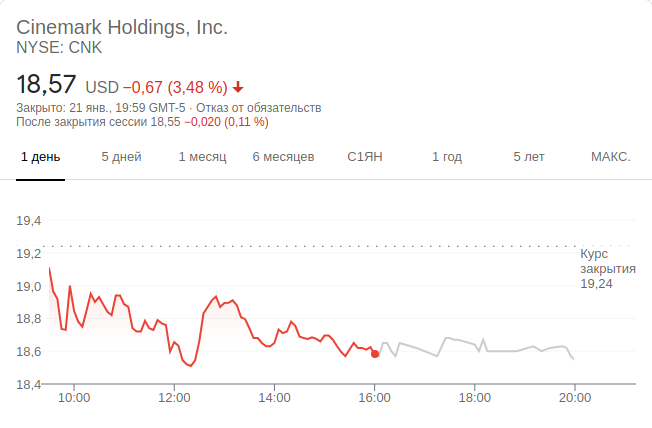 Cinemark Holdings, Inc.
NYSE: CNK
18,57 USD −0,67 (3,48 %)
Закрыто: 21 янв., 19:59 GMT-5 · Отказ от обязательств
После закрытия сессии 18,55 −0,020 (0,11 %)
1 день 5 дней 1 месяц 6 месяцев С1ЯН 1 год 5 лет МАКС.
19,4
19,2
Курс
закрытия
19,24
19,0
18,8
18,6
18,4
10:00 12:00 14:00 16:00 18:00 20:00